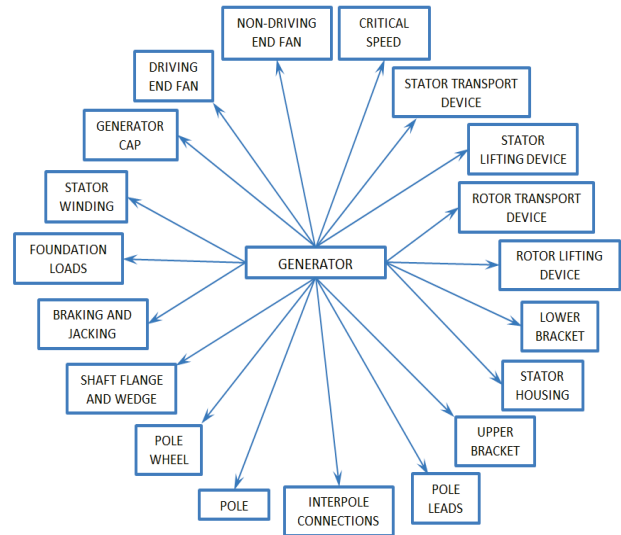 NON-DRIVING
END FAN
CRITICAL
SPEED
DRIVING
END FAN
STATOR TRANSPORT
DEVICE
GENERATOR
CAP
STATOR
LIFTING DEVICE
STATOR
WINDING
ROTOR TRANSPORT
DEVICE
FOUNDATION
LOADS
GENERATOR
ROTOR LIFTING
DEVICE
BRAKING AND
JACKING
LOWER
BRACKET
SHAFT FLANGE
AND WEDGE
STATOR
HOUSING
POLE
WHEEL
UPPER
BRACKET
POLE
INTERPOLE
CONNECTIONS
POLE
LEADS